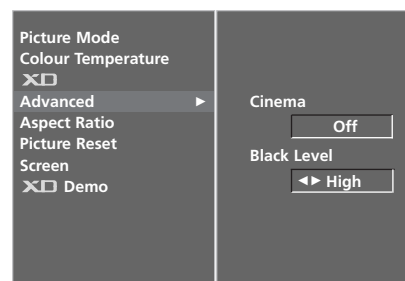 Picture Mode
Colour Temperature
XD
Advanced ►
Aspect Ratio
Picture Reset
Screen
XD Demo
Cinema
Off
Black Level
◄► High